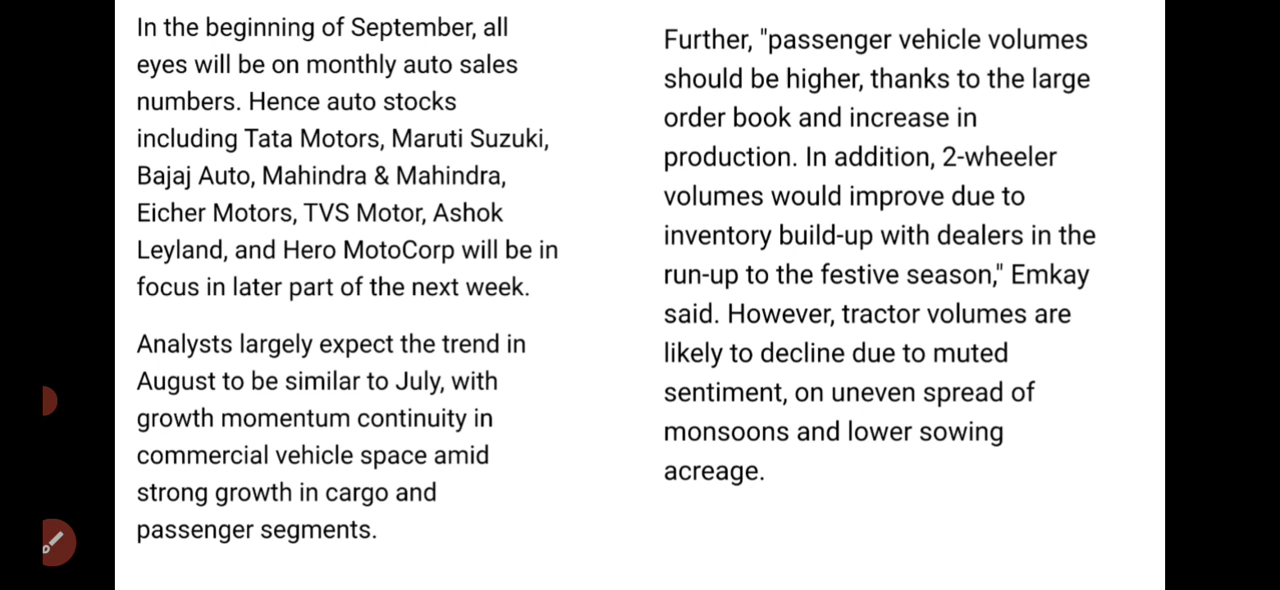 In the beginning of September, all
eyes will be on monthly auto sales
numbers. Hence auto stocks
including Tata Motors, Maruti Suzuki,
Bajaj Auto, Mahindra & Mahindra,
Eicher Motors, TVS Motor, Ashok
Leyland, and Hero MotoCorp will be in
focus in later part of the next week.
Analysts largely expect the trend in
August to be similar to July, with
growth momentum continuity in
commercial vehicle space amid
strong growth in cargo and
passenger segments.
Further, "passenger vehicle volumes
should be higher, thanks to the large
order book and increase in
production. In addition, 2-wheeler
volumes would improve due to
inventory build-up with dealers in the
run-up to the festive season," Emkay
said. However, tractor volumes are
likely to decline due to muted
sentiment, on uneven spread of
monsoons and lower sowing
acreage.